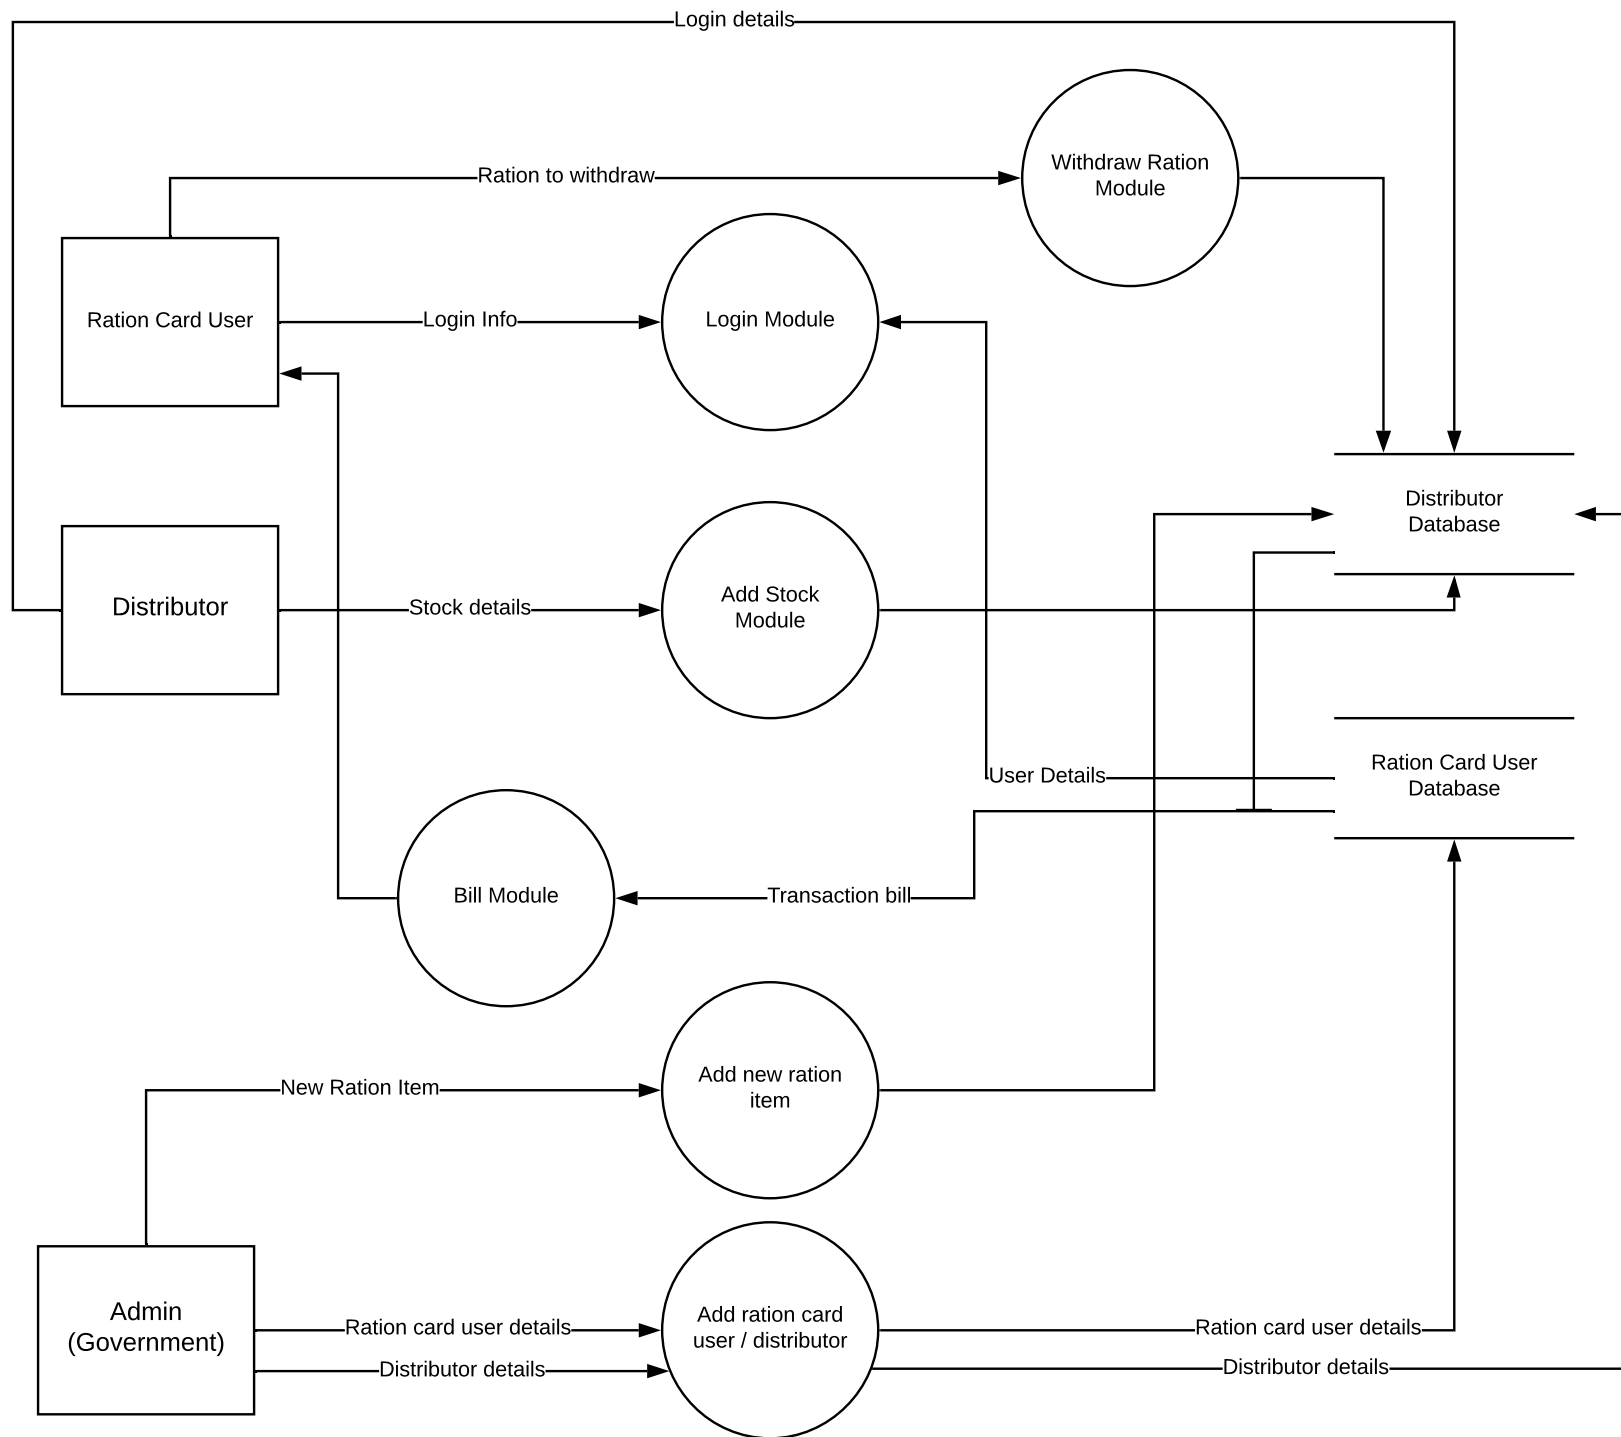 Login details
Withdraw Ration
Module
Ration to withdraw
Ration Card User
Login Info
Login Module
Distributor
Database
Distributor
Stock details
Add Stock
Module
Ration Card User
Database
User Details
Bill Module
Transaction bill
New Ration Item
Add new ration
item
Admin
(Government)
Ration card user details
Distributor details
Add ration card
user / distributor
Ration card user details
Distributor details